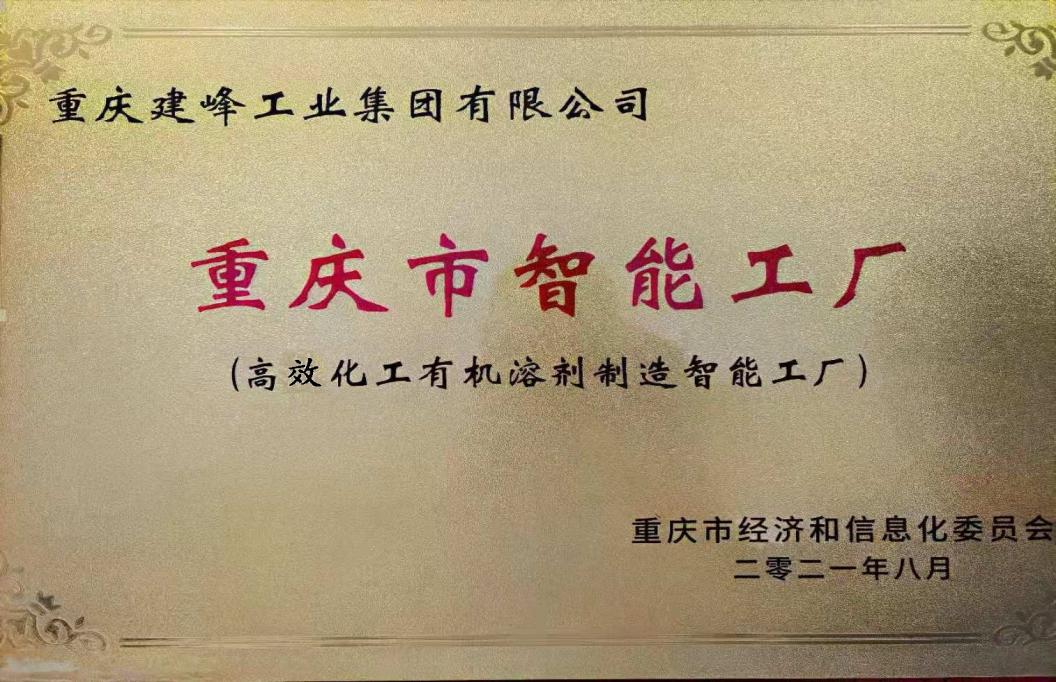 重庆建峰工业集团有限公司
重庆市智能工厂
(高效化工有机溶剂制造智能工厂)
重庆市经济和信息化委员会
二零二一年八月